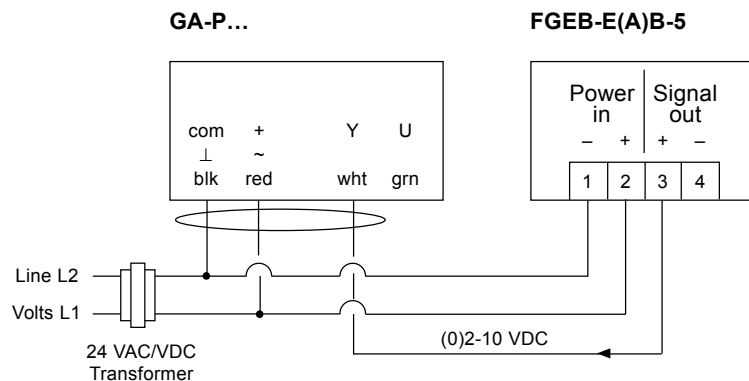 GA-P… FGEB-E(A)B-5
Power in Signal out
com + Y U
⊥ ~ – + + –
blk red wht grn 1 2 3 4
Line L2
Volts L1
(0)2-10 VDC
24 VAC/VDC
Transformer